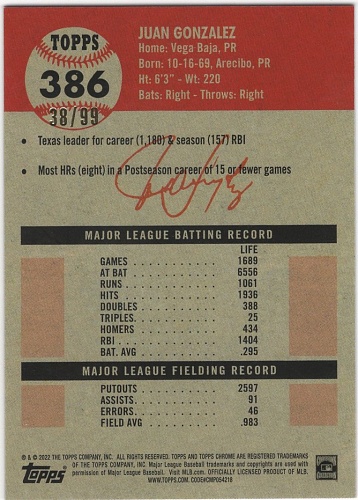 TOPPS
386
38/99
JUAN GONZALEZ
Home: Vega Baja, PR
Born: 10-16-69, Arecibo, PR
Ht: 6'3" - Wt: 220
Bats: Right - Throws: Right
• Texas leader for career (1,180) & season (157) RBI
• Most HRs (eight) in a Postseason career of 15 or fewer games
MAJOR LEAGUE BATTING RECORD
LIFE
GAMES 1689
AT BAT 6556
RUNS 1061
HITS 1936
DOUBLES 388
TRIPLES 25
HOMERS 434
RBI 1404
BAT. AVG .295
MAJOR LEAGUE FIELDING RECORD
PUTOUTS 2597
ASSISTS 91
ERRORS 46
FIELD AVG .983
® & © 2022 THE TOPPS COMPANY, INC. ALL RIGHTS RESERVED. TOPPS AND TOPPS CHROME ARE REGISTERED TRADEMARKS
OF THE TOPPS COMPANY, INC. Major League Baseball trademarks and copyrights are used with
permission of Major League Baseball. Visit MLB.com. OFFICIALLY LICENSED PRODUCT OF MLB.
WWW.TOPPS.COM. CODE#CMP054218
TOPPS